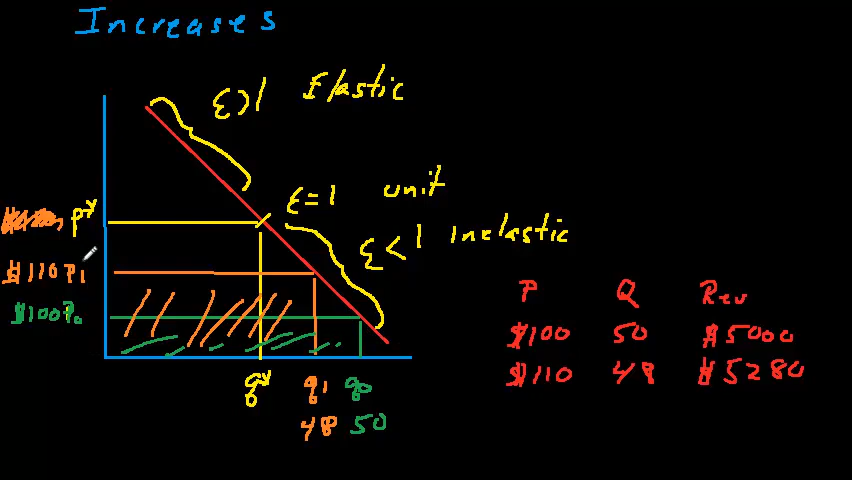 Increases
ε>1 Elastic
ε=1 unit
p*
ε<1 Inelastic
$110 P1
$100 P0
P Q Rev
$100 50 $5000
$110 48 $5280
q* q1 q0
48 50